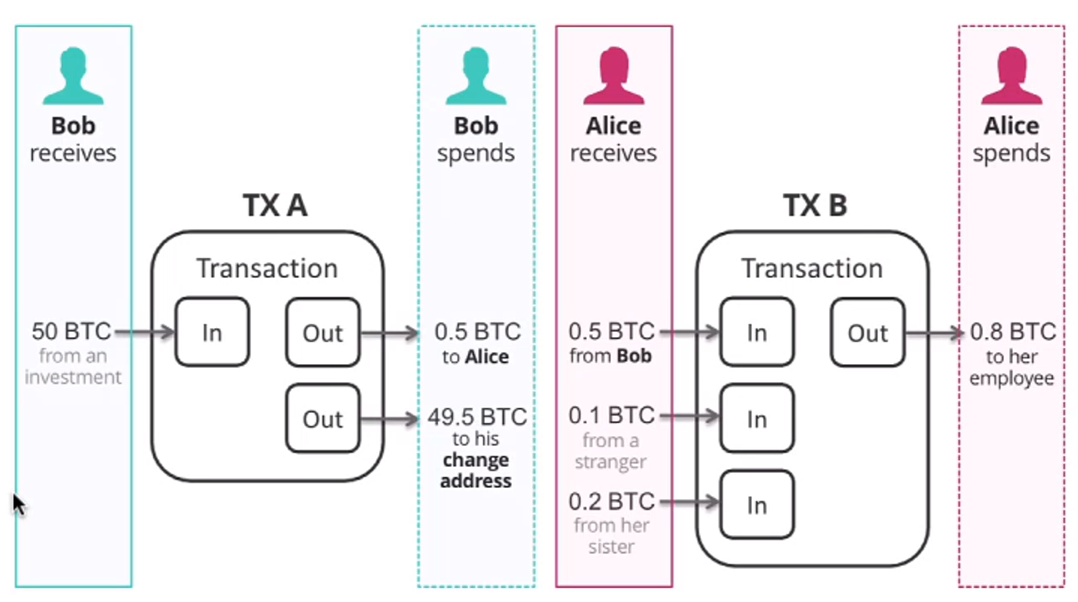 Bob
receives
Bob
spends
Alice
receives
Alice
spends
TX A
TX B
Transaction
Transaction
50 BTC
from an
investment
In
Out
Out
0.5 BTC
to Alice
49.5 BTC
to his
change
address
0.5 BTC
from Bob
0.1 BTC
from a
stranger
0.2 BTC
from her
sister
In
In
In
Out
0.8 BTC
to her
employee